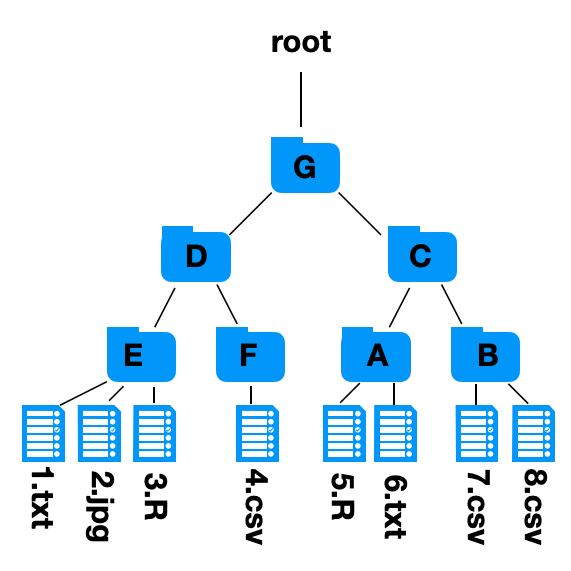 root
G
D
C
E
F
A
B
1.txt
2.jpg
3.R
4.csv
5.R
6.txt
7.csv
8.csv